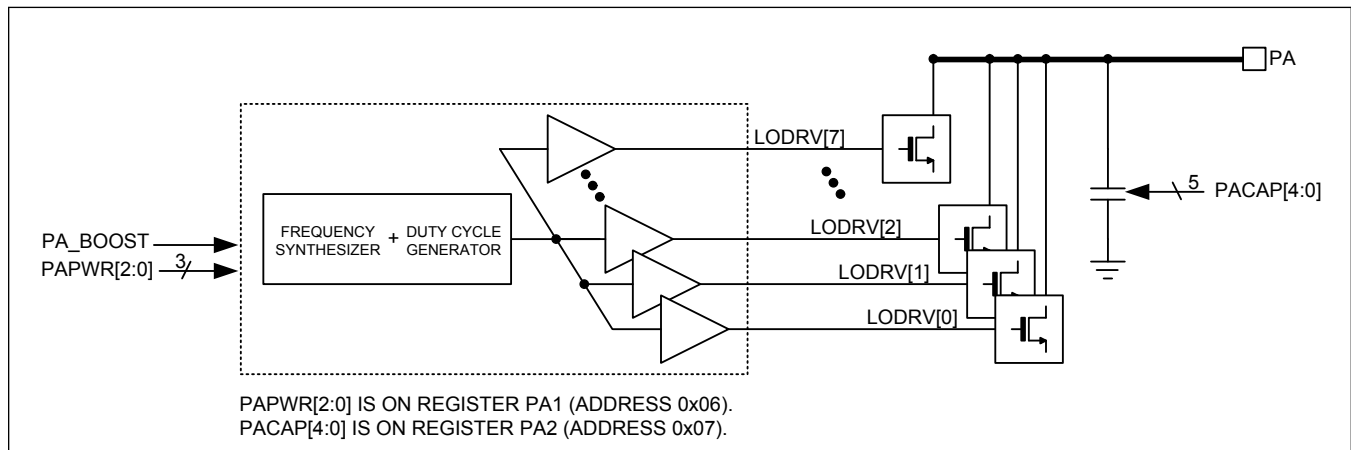 PA
LODRV[7]
5
PACAP[4:0]
PA_BOOST
PAPWR[2:0]
3
FREQUENCY
SYNTHESIZER
+
DUTY CYCLE
GENERATOR
LODRV[2]
LODRV[1]
LODRV[0]
PAPWR[2:0] IS ON REGISTER PA1 (ADDRESS 0x06).
PACAP[4:0] IS ON REGISTER PA2 (ADDRESS 0x07).